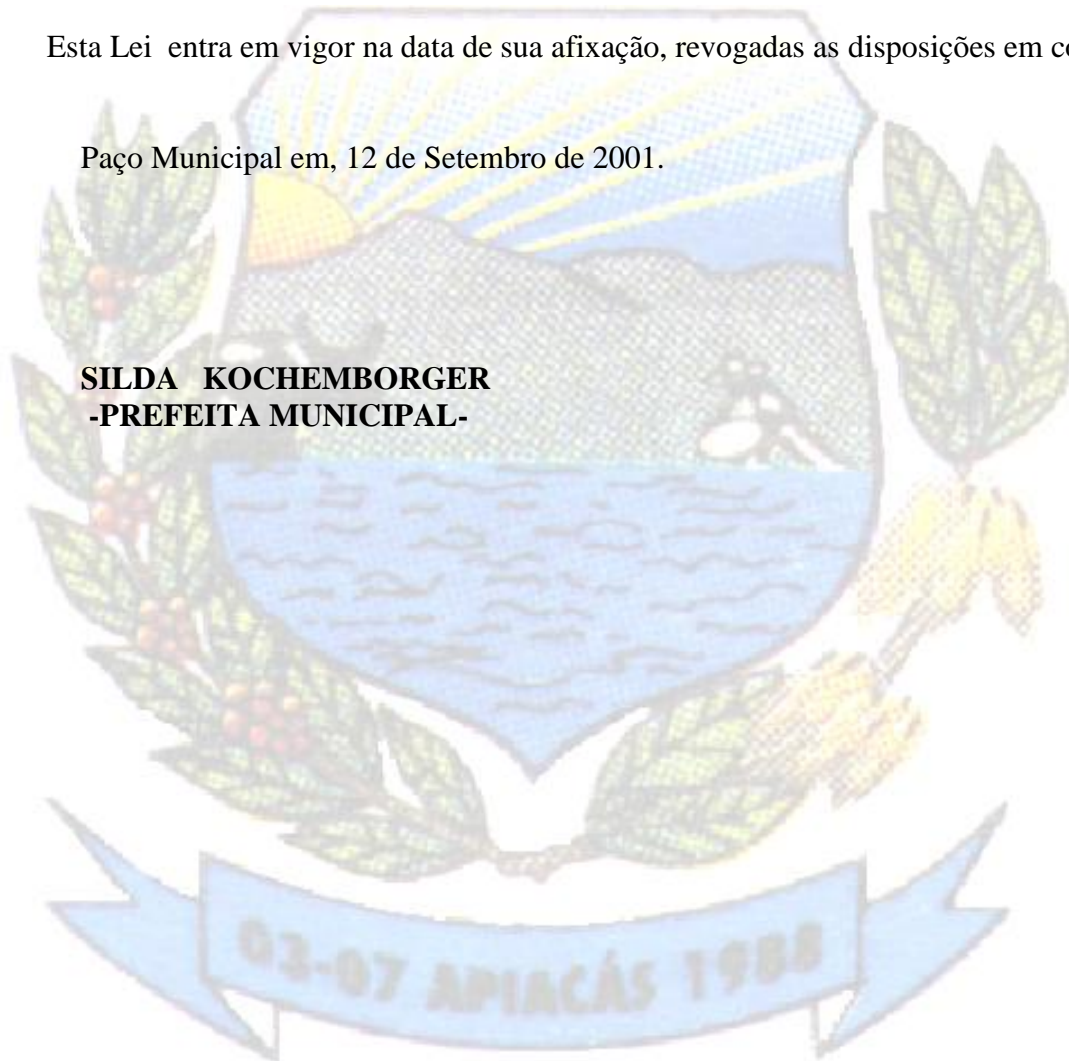 Esta Lei entra em vigor na data de sua afixação, revogadas as disposições em
Paço Municipal em, 12 de Setembro de 2001.
SILDA KOCHEMBORGER
-PREFEITA MUNICIPAL-
03-07 APIACÁS 1988